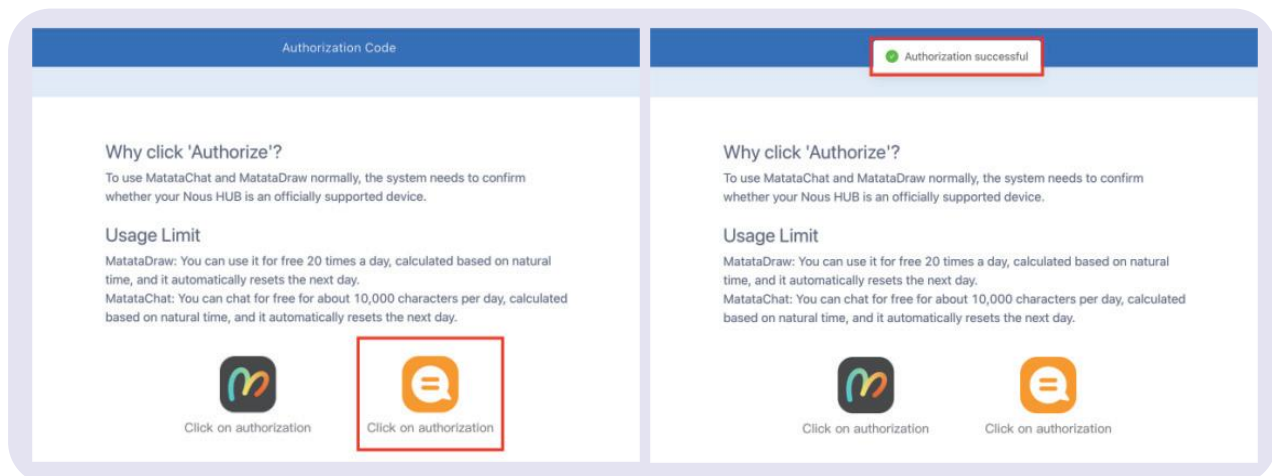 Authorization Code
Why click 'Authorize'?
To use MatataChat and MatataDraw normally, the system needs to confirm
whether your Nous HUB is an officially supported device.
Usage Limit
MatataDraw: You can use it for free 20 times a day, calculated based on natural
time, and it automatically resets the next day.
MatataChat: You can chat for free for about 10,000 characters per day, calculated
based on natural time, and it automatically resets the next day.
Click on authorization
Click on authorization
Authorization successful
Why click 'Authorize'?
To use MatataChat and MatataDraw normally, the system needs to confirm
whether your Nous HUB is an officially supported device.
Usage Limit
MatataDraw: You can use it for free 20 times a day, calculated based on natural
time, and it automatically resets the next day.
MatataChat: You can chat for free for about 10,000 characters per day, calculated
based on natural time, and it automatically resets the next day.
Click on authorization
Click on authorization